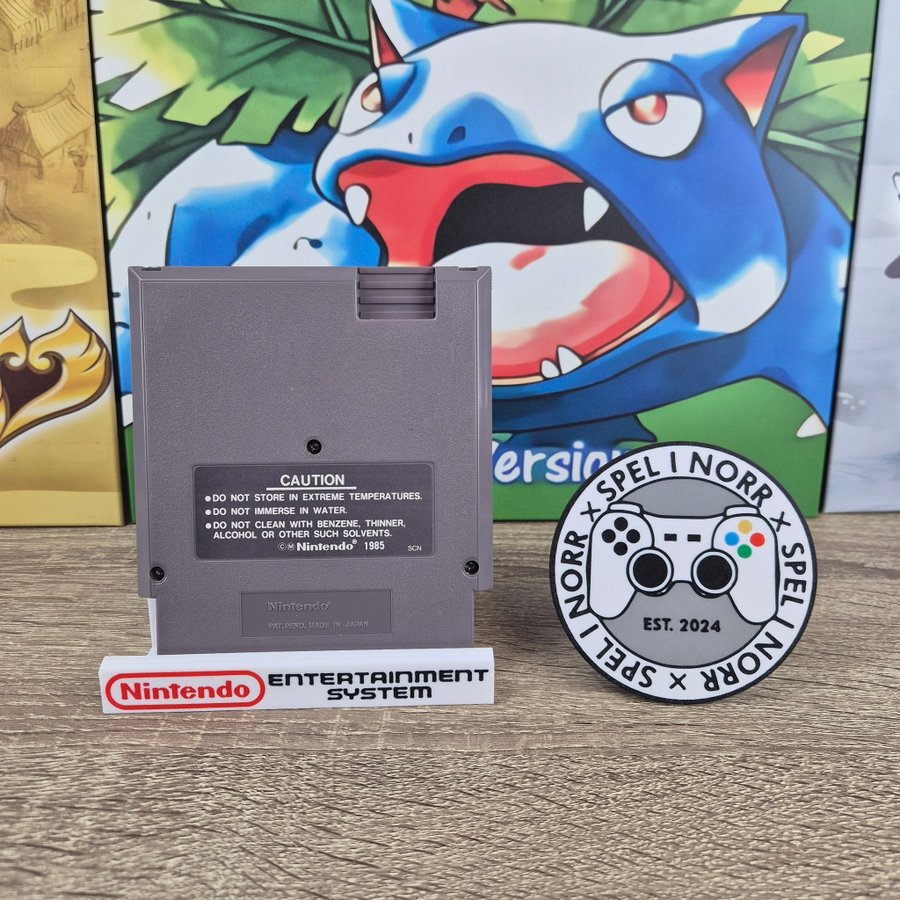 Version
CAUTION
●DO NOT STORE IN EXTREME TEMPERATURES.
●DO NOT IMMERSE IN WATER.
●DO NOT CLEAN WITH BENZENE, THINNER,
ALCOHOL OR OTHER SUCH SOLVENTS.
©Ⓜ Nintendo® 1985 SCN
Nintendo®
PAT. PEND. MADE IN JAPAN
Nintendo®
ENTERTAINMENT
SYSTEM
SPEL I NORR × SPEL I NORR × SPEL I NORR ×
EST. 2024